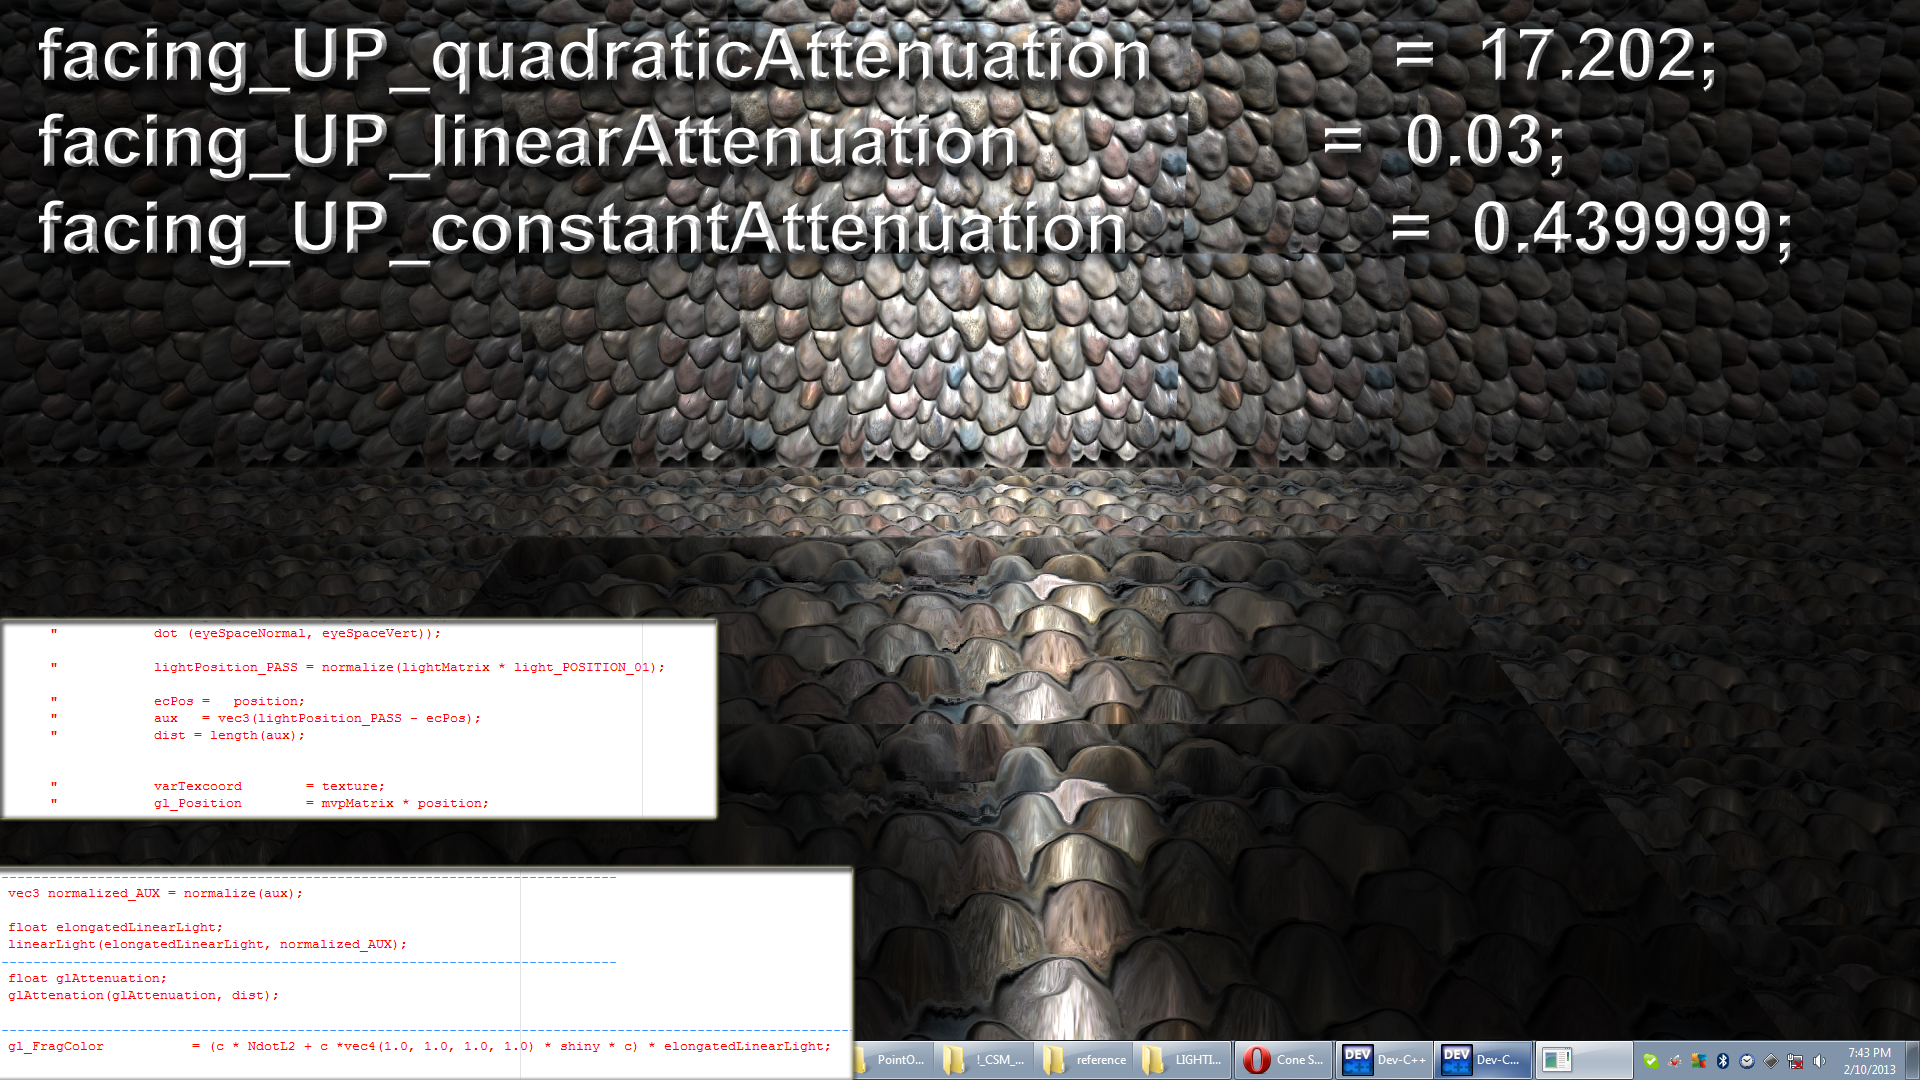 facing_UP_quadraticAttenuation = 17.202;
facing_UP_linearAttenuation = 0.03;
facing_UP_constantAttenuation = 0.439999;
" dot (eyeSpaceNormal, eyeSpaceVert));
" lightPosition_PASS = normalize(lightMatrix * light_POSITION_01);
" ecPos = position;
" aux = vec3(lightPosition_PASS - ecPos);
" dist = length(aux);
" varTexcoord = texture;
" gl_Position = mvpMatrix * position;
vec3 normalized_AUX = normalize(aux);
float elongatedLinearLight;
linearLight(elongatedLinearLight, normalized_AUX);
float glAttenuation;
glAttenation(glAttenuation, dist);
gl_FragColor = (c * NdotL2 + c *vec4(1.0, 1.0, 1.0, 1.0) * shiny * c) * elongatedLinearLight;
PointO... !_CSM_... reference LIGHTI... Cone S... DEV C++ Dev-C++ DEV C++ Dev-C... 7:43 PM
2/10/2013